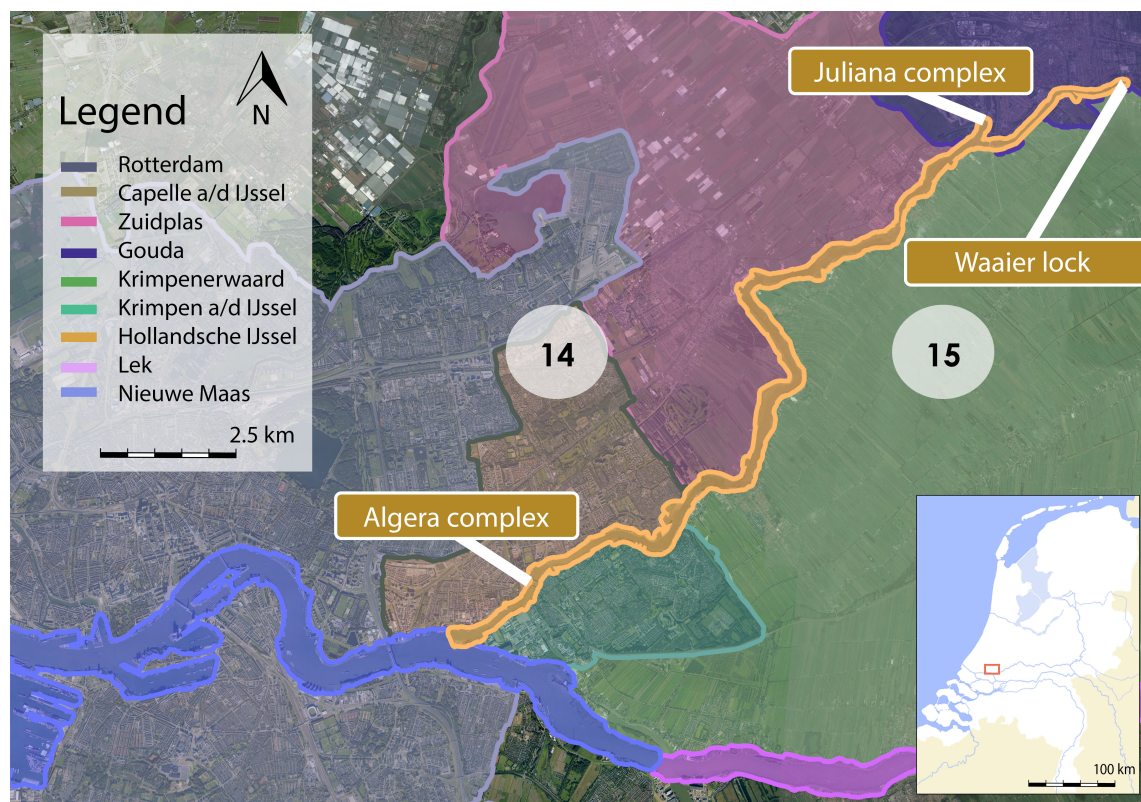 Juliana complex
Legend
N
Rotterdam
Capelle a/d IJssel
Zuidplas
Gouda
Krimpenerwaard
Krimpen a/d IJssel
Hollandsche IJssel
Lek
Nieuwe Maas
2.5 km
Waaier lock
14
15
Algera complex
100 km